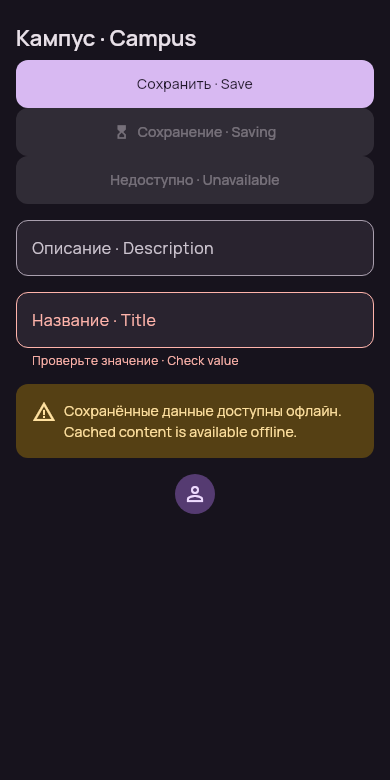 Кампус · Campus
Сохранить · Save
Сохранение · Saving
Недоступно · Unavailable
Описание · Description
Название · Title
Проверьте значение · Check value
Сохранённые данные доступны офлайн.
Cached content is available offline.